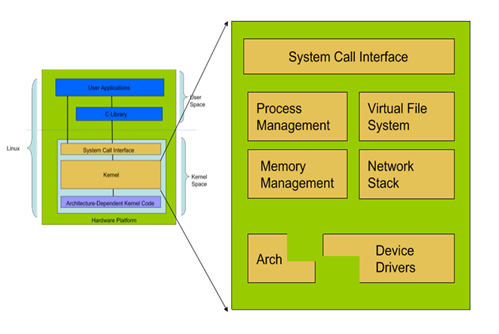 User Applications
C Library
System Call Interface
Kernel
Architecture-Dependent Kernel Code
Hardware Platform
Linux
User
Space
Kernel
Space
System Call Interface
Process
Management
Virtual File
System
Memory
Management
Network
Stack
Arch
Device
Drivers